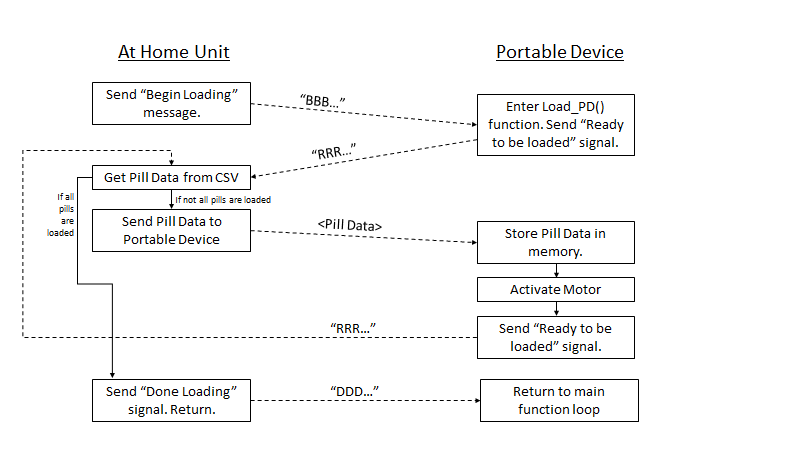 At Home Unit
Portable Device
Send “Begin Loading”
message.
“BBB...”
Enter Load_PD()
function. Send “Ready
to be loaded” signal.
“RRR...”
Get Pill Data from CSV
If all
pills
are
loaded
If not all pills are loaded
Send Pill Data to
Portable Device
<Pill Data>
Store Pill Data in
memory.
Activate Motor
“RRR...”
Send “Ready to be
loaded” signal.
Send “Done Loading”
signal. Return.
“DDD...”
Return to main
function loop